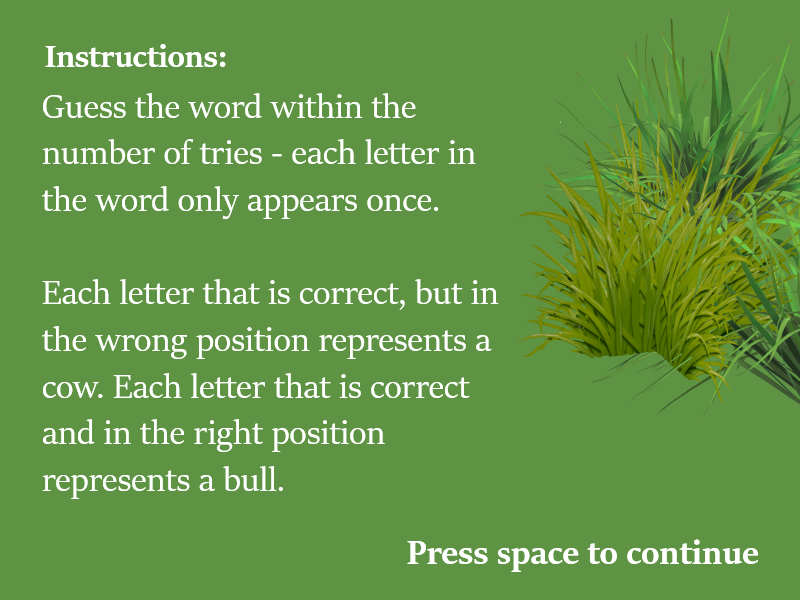 Instructions:
Guess the word within the
number of tries - each letter in
the word only appears once.
Each letter that is correct, but in
the wrong position represents a
cow. Each letter that is correct
and in the right position
represents a bull.
Press space to continue